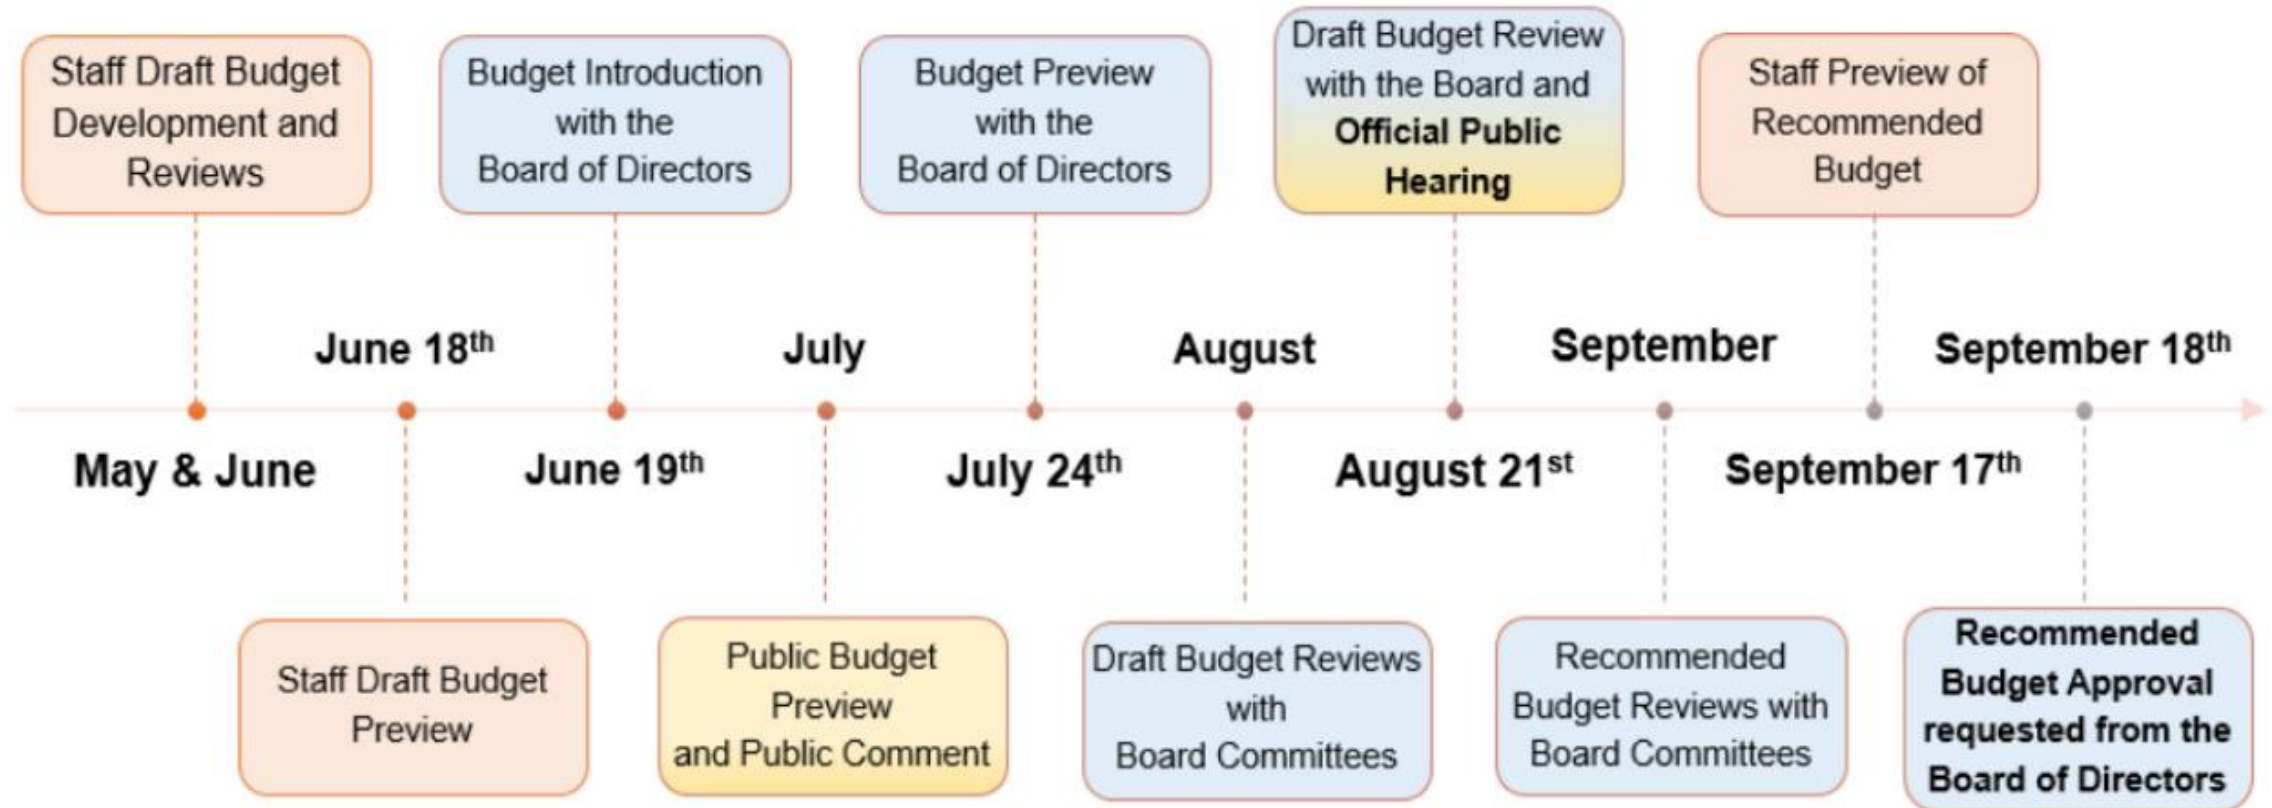 Staff Draft Budget
Development and
Reviews
Budget Introduction
with the
Board of Directors
Budget Preview
with the
Board of Directors
Draft Budget Review
with the Board and
Official Public
Hearing
Staff Preview of
Recommended
Budget
June 18th
July
August
September
September 18th
May & June
June 19th
July 24th
August 21st
September 17th
Staff Draft Budget
Preview
Public Budget
Preview
and Public Comment
Draft Budget Reviews
with
Board Committees
Recommended
Budget Reviews with
Board Committees
Recommended
Budget Approval
requested from the
Board of Directors